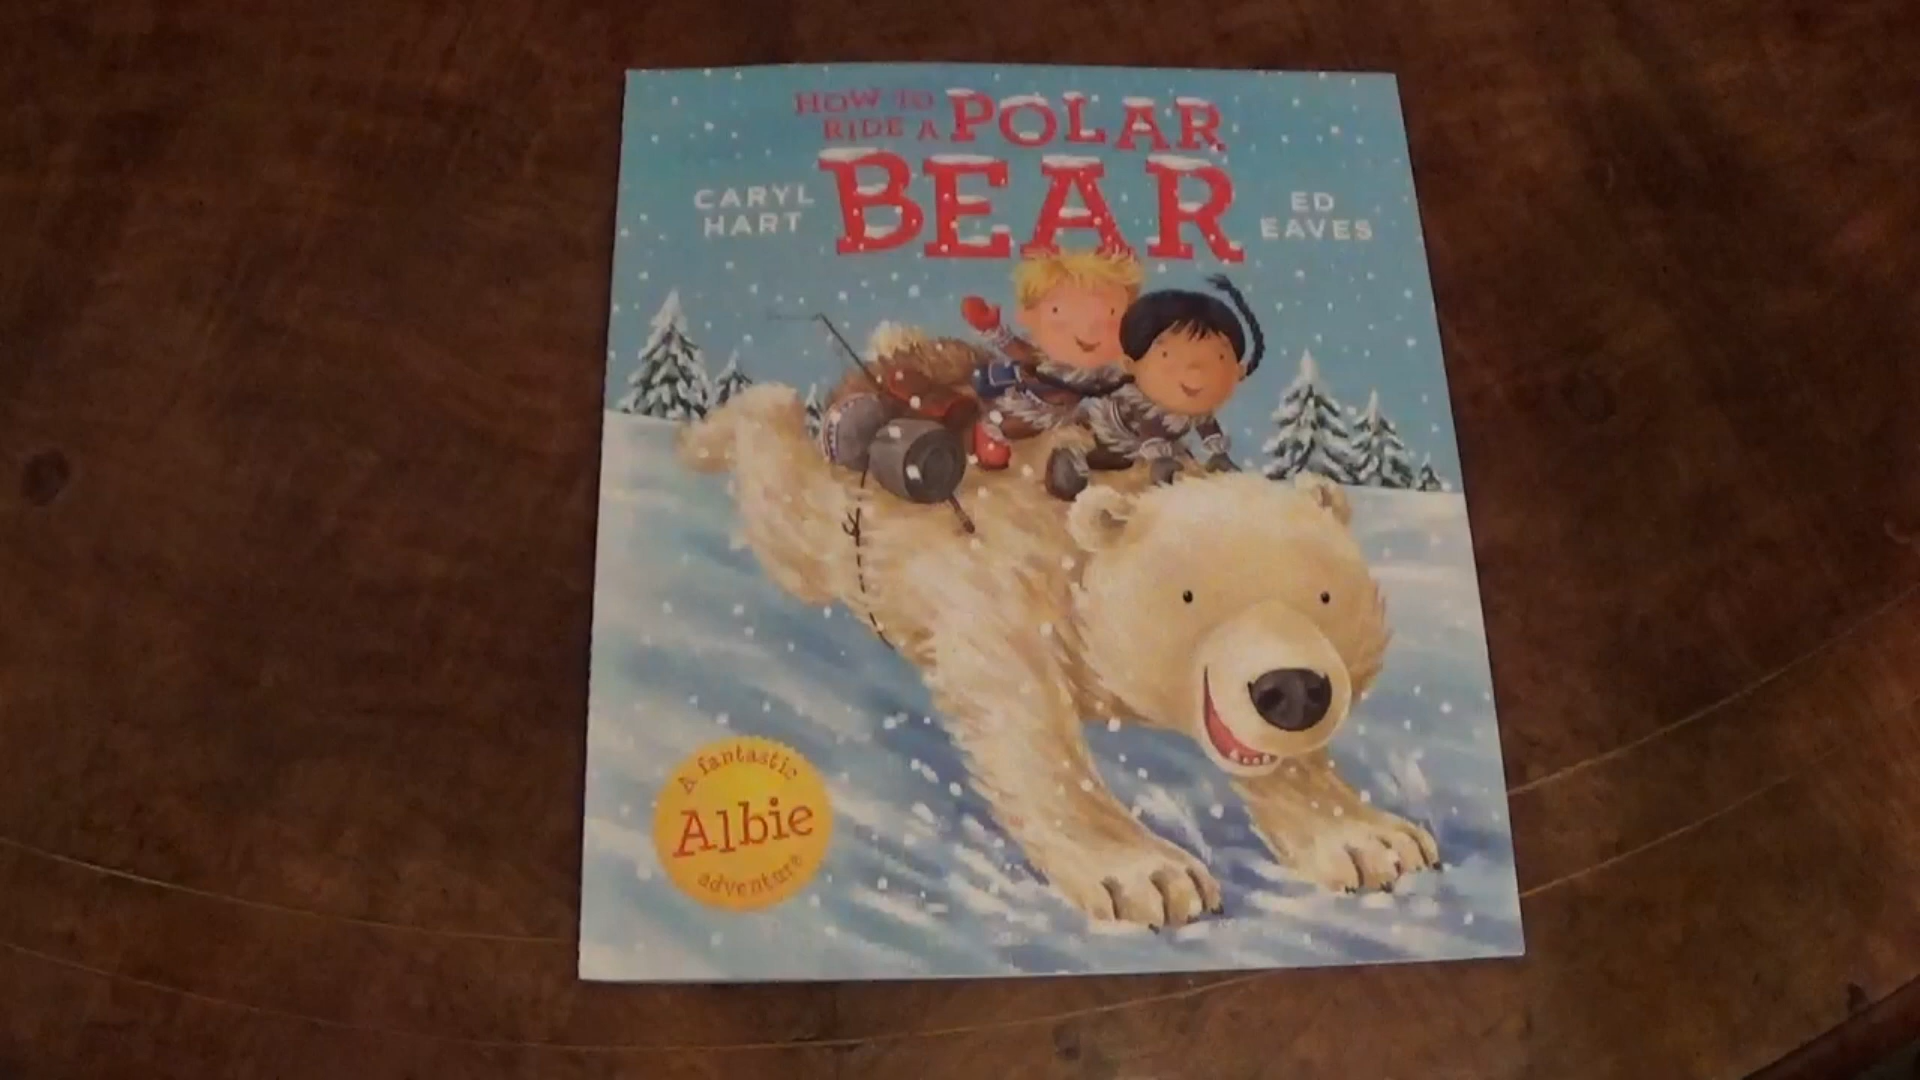 HOW TO
RIDE A POLAR
BEAR
CARYL
HART
ED
EAVES
A fantastic
Albie
adventure